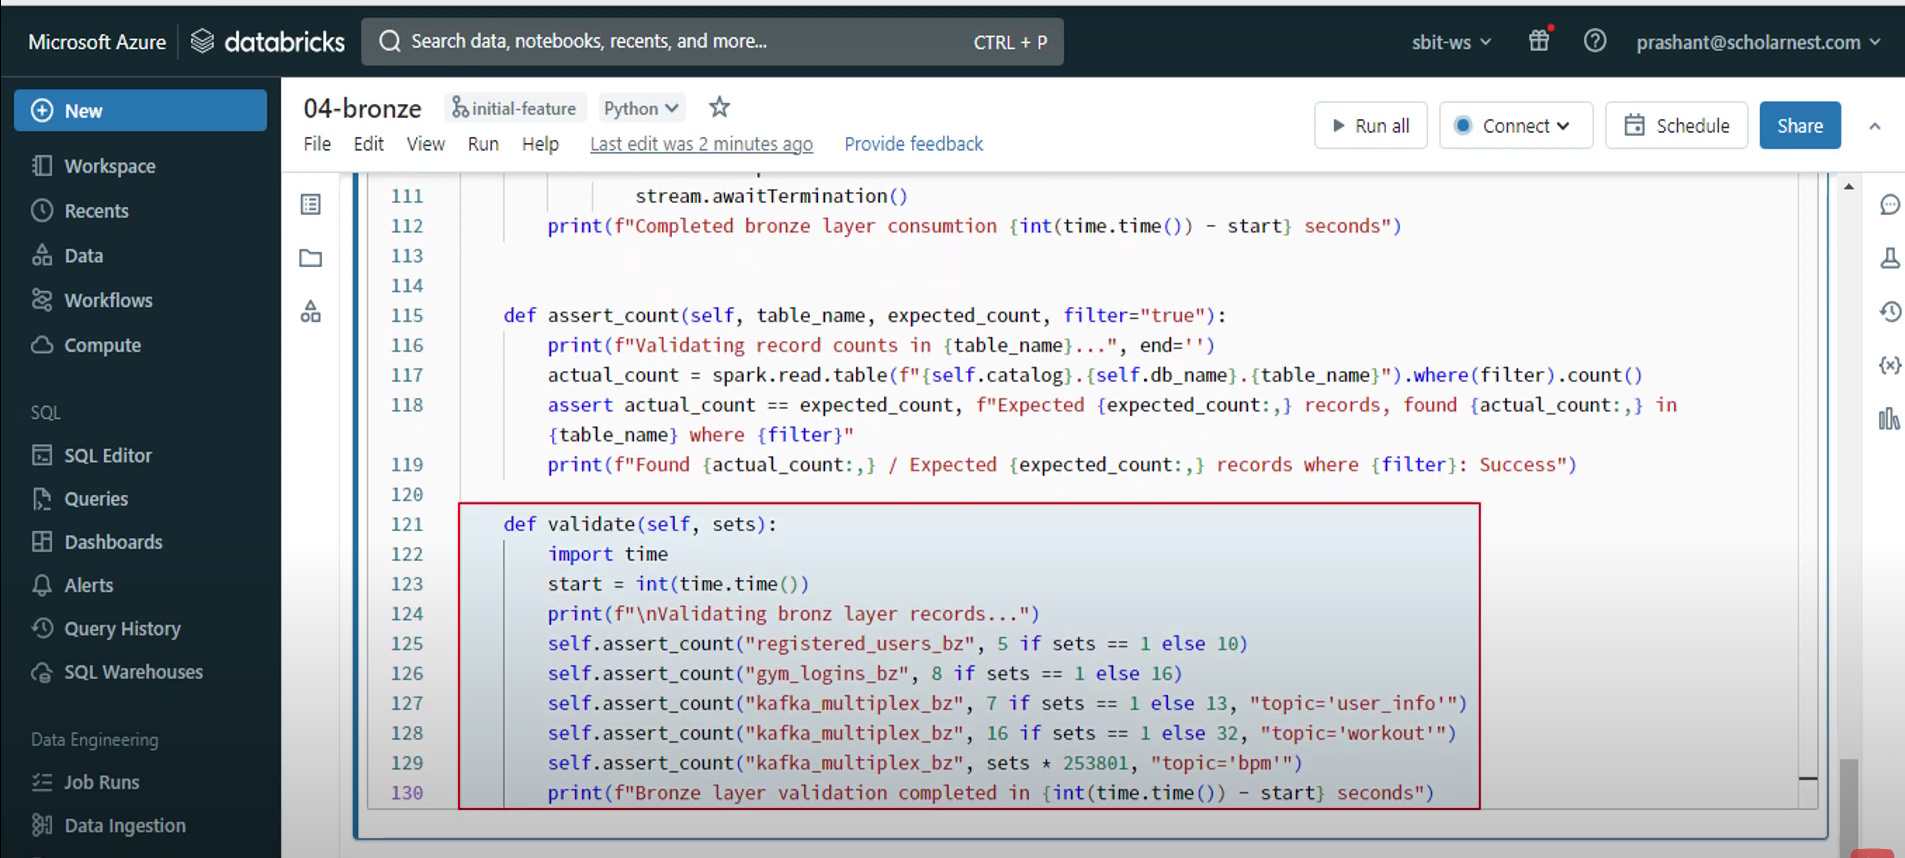 Microsoft Azure databricks Search data, notebooks, recents, and more... CTRL + P sbit-ws prashant@scholarnest.com
New
Workspace
Recents
Data
Workflows
Compute
SQL
SQL Editor
Queries
Dashboards
Alerts
Query History
SQL Warehouses
Data Engineering
Job Runs
Data Ingestion
04-bronze initial-feature Python
File Edit View Run Help Last edit was 2 minutes ago Provide feedback
Run all Connect Schedule Share
111 stream.awaitTermination()
112 print(f"Completed bronze layer consumtion {int(time.time()) - start} seconds")
113
114
115 def assert_count(self, table_name, expected_count, filter="true"):
116 print(f"Validating record counts in {table_name}...", end='')
117 actual_count = spark.read.table(f"{self.catalog}.{self.db_name}.{table_name}").where(filter).count()
118 assert actual_count == expected_count, f"Expected {expected_count:,} records, found {actual_count:,} in
{table_name} where {filter}"
119 print(f"Found {actual_count:,} / Expected {expected_count:,} records where {filter}: Success")
120
121 def validate(self, sets):
122 import time
123 start = int(time.time())
124 print(f"\nValidating bronz layer records...")
125 self.assert_count("registered_users_bz", 5 if sets == 1 else 10)
126 self.assert_count("gym_logins_bz", 8 if sets == 1 else 16)
127 self.assert_count("kafka_multiplex_bz", 7 if sets == 1 else 13, "topic='user_info'")
128 self.assert_count("kafka_multiplex_bz", 16 if sets == 1 else 32, "topic='workout'")
129 self.assert_count("kafka_multiplex_bz", sets * 253801, "topic='bpm'")
130 print(f"Bronze layer validation completed in {int(time.time()) - start} seconds")